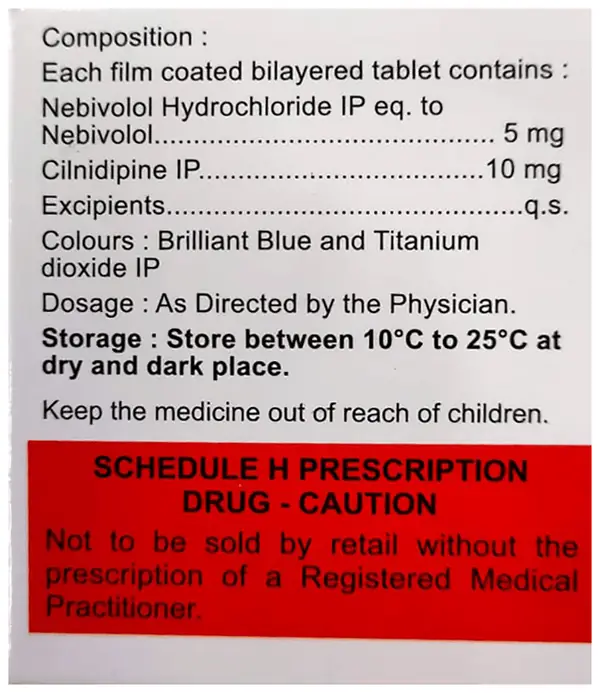 Composition :
Each film coated bilayered tablet contains :
Nebivolol Hydrochloride IP eq. to
Nebivolol............................................ 5 mg
Cilnidipine IP.....................................10 mg
Excipients..............................................q.s.
Colours : Brilliant Blue and Titanium
dioxide IP
Dosage : As Directed by the Physician.
Storage : Store between 10°C to 25°C at
dry and dark place.
Keep the medicine out of reach of children.
SCHEDULE H PRESCRIPTION
DRUG - CAUTION
Not to be sold by retail without the
prescription of a Registered Medical
Practitioner.